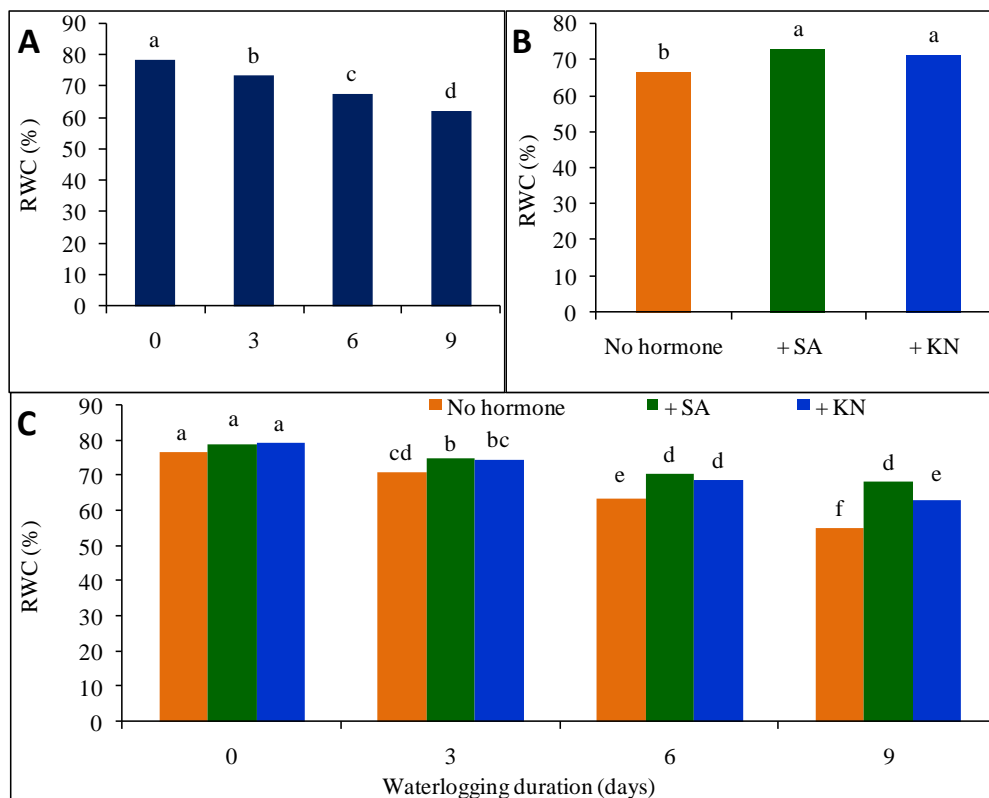 A
RWC (%)
90
80
70
60
50
40
30
20
10
0
a
b
c
d
0 3 6 9
B
RWC (%)
80
70
60
50
40
30
20
10
0
b
a
a
No hormone + SA + KN
C
No hormone + SA + KN
RWC (%)
90
80
70
60
50
40
30
20
10
0
a a a
cd b bc
e d d
f d e
0 3 6 9
Waterlogging duration (days)